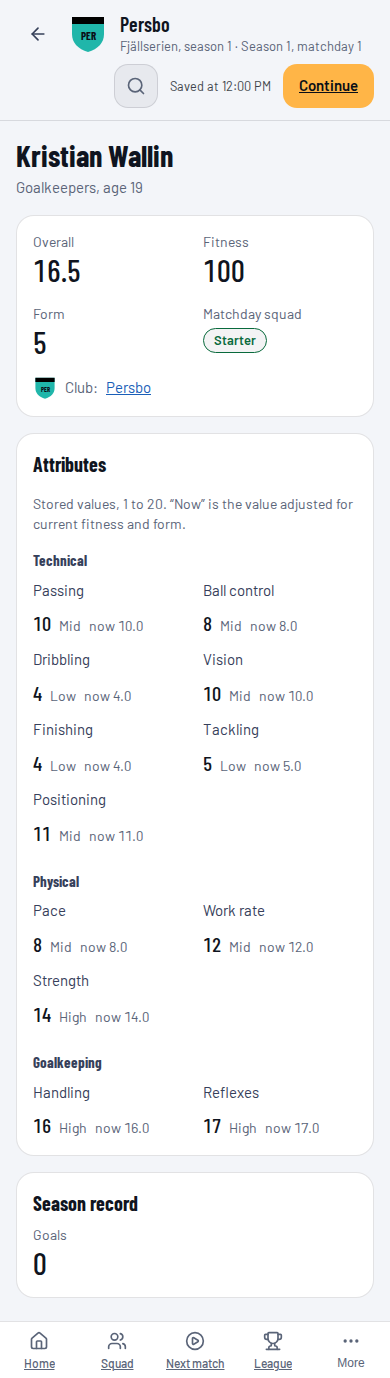 PER
Persbo
Fjällserien, season 1 · Season 1, matchday 1
Saved at 12:00 PM
Continue
Kristian Wallin
Goalkeepers, age 19
Overall
Fitness
16.5
100
Form
Matchday squad
5
Starter
PER
Club: Persbo
Attributes
Stored values, 1 to 20. “Now” is the value adjusted for
current fitness and form.
Technical
Passing
Ball control
10 Mid now 10.0
8 Mid now 8.0
Dribbling
Vision
4 Low now 4.0
10 Mid now 10.0
Finishing
Tackling
4 Low now 4.0
5 Low now 5.0
Positioning
11 Mid now 11.0
Physical
Pace
Work rate
8 Mid now 8.0
12 Mid now 12.0
Strength
14 High now 14.0
Goalkeeping
Handling
Reflexes
16 High now 16.0
17 High now 17.0
Season record
Goals
0
Home
Squad
Next match
League
More